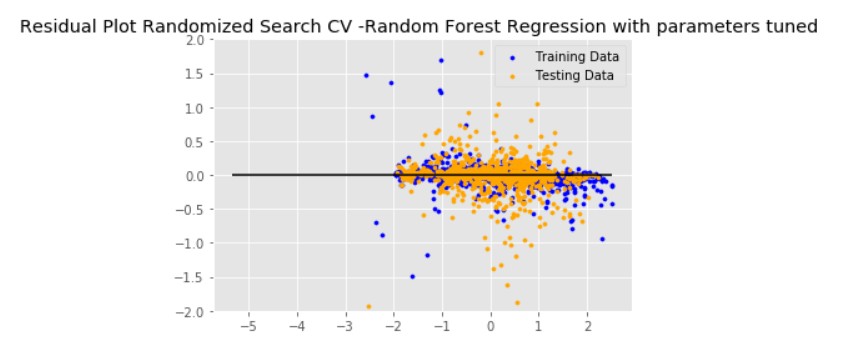 Residual Plot Randomized Search CV -Random Forest Regression with parameters tuned
2.0
Training Data
Testing Data
1.5
1.0
0.5
0.0
−0.5
−1.0
−1.5
−2.0
−5 −4 −3 −2 −1 0 1 2